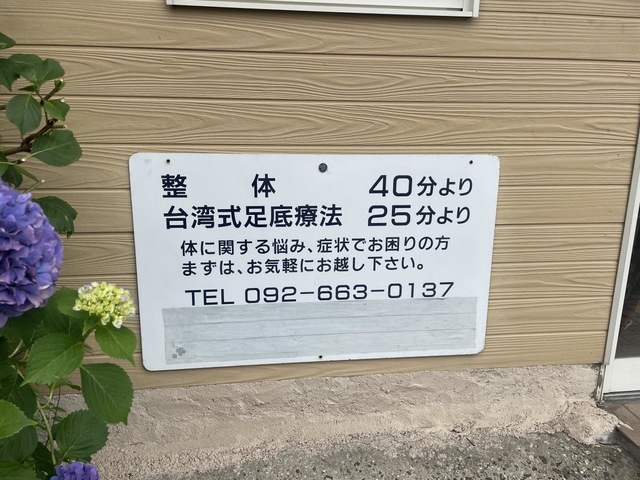 整体 40分より
台湾式足底療法 25分より
体に関する悩み、症状でお困りの方
まずは、お気軽にお越し下さい。
TEL 092-663-0137